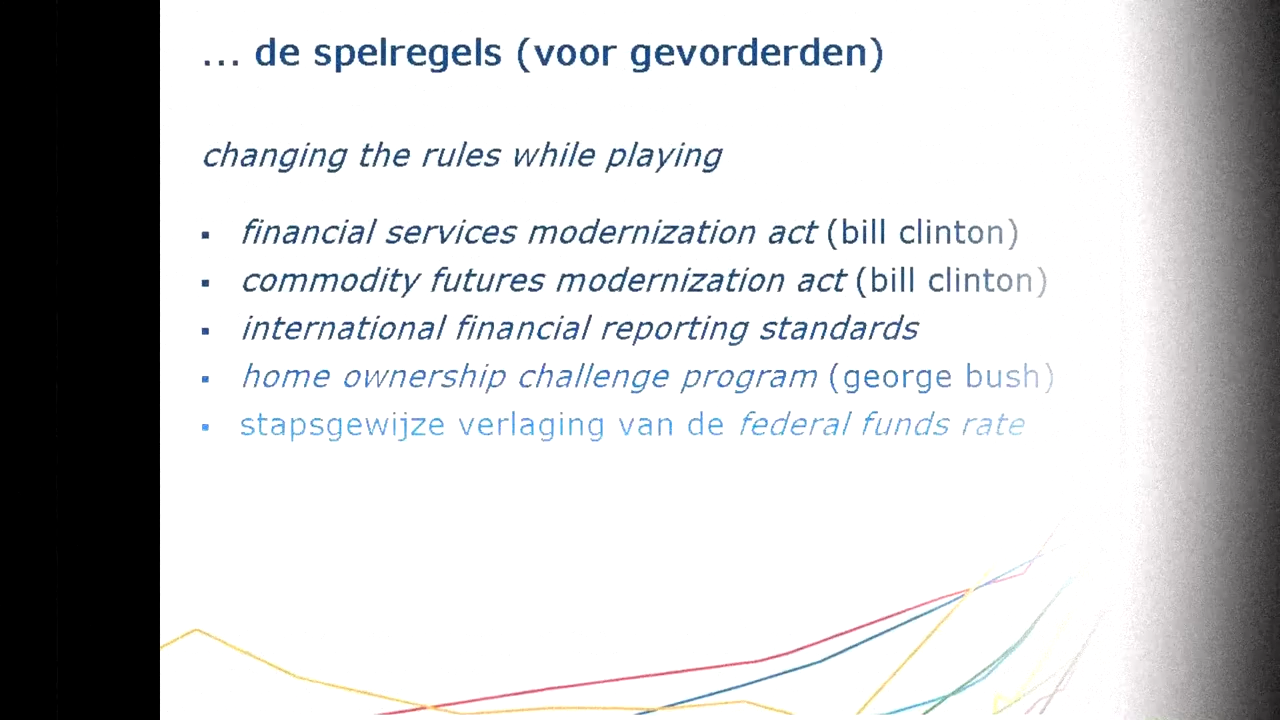 ... de spelregels (voor gevorderden)
changing the rules while playing
▪ financial services modernization act (bill clinton)
▪ commodity futures modernization act (bill clinton)
▪ international financial reporting standards
▪ home ownership challenge program (george bush)
▪ stapsgewijze verlaging van de federal funds rate